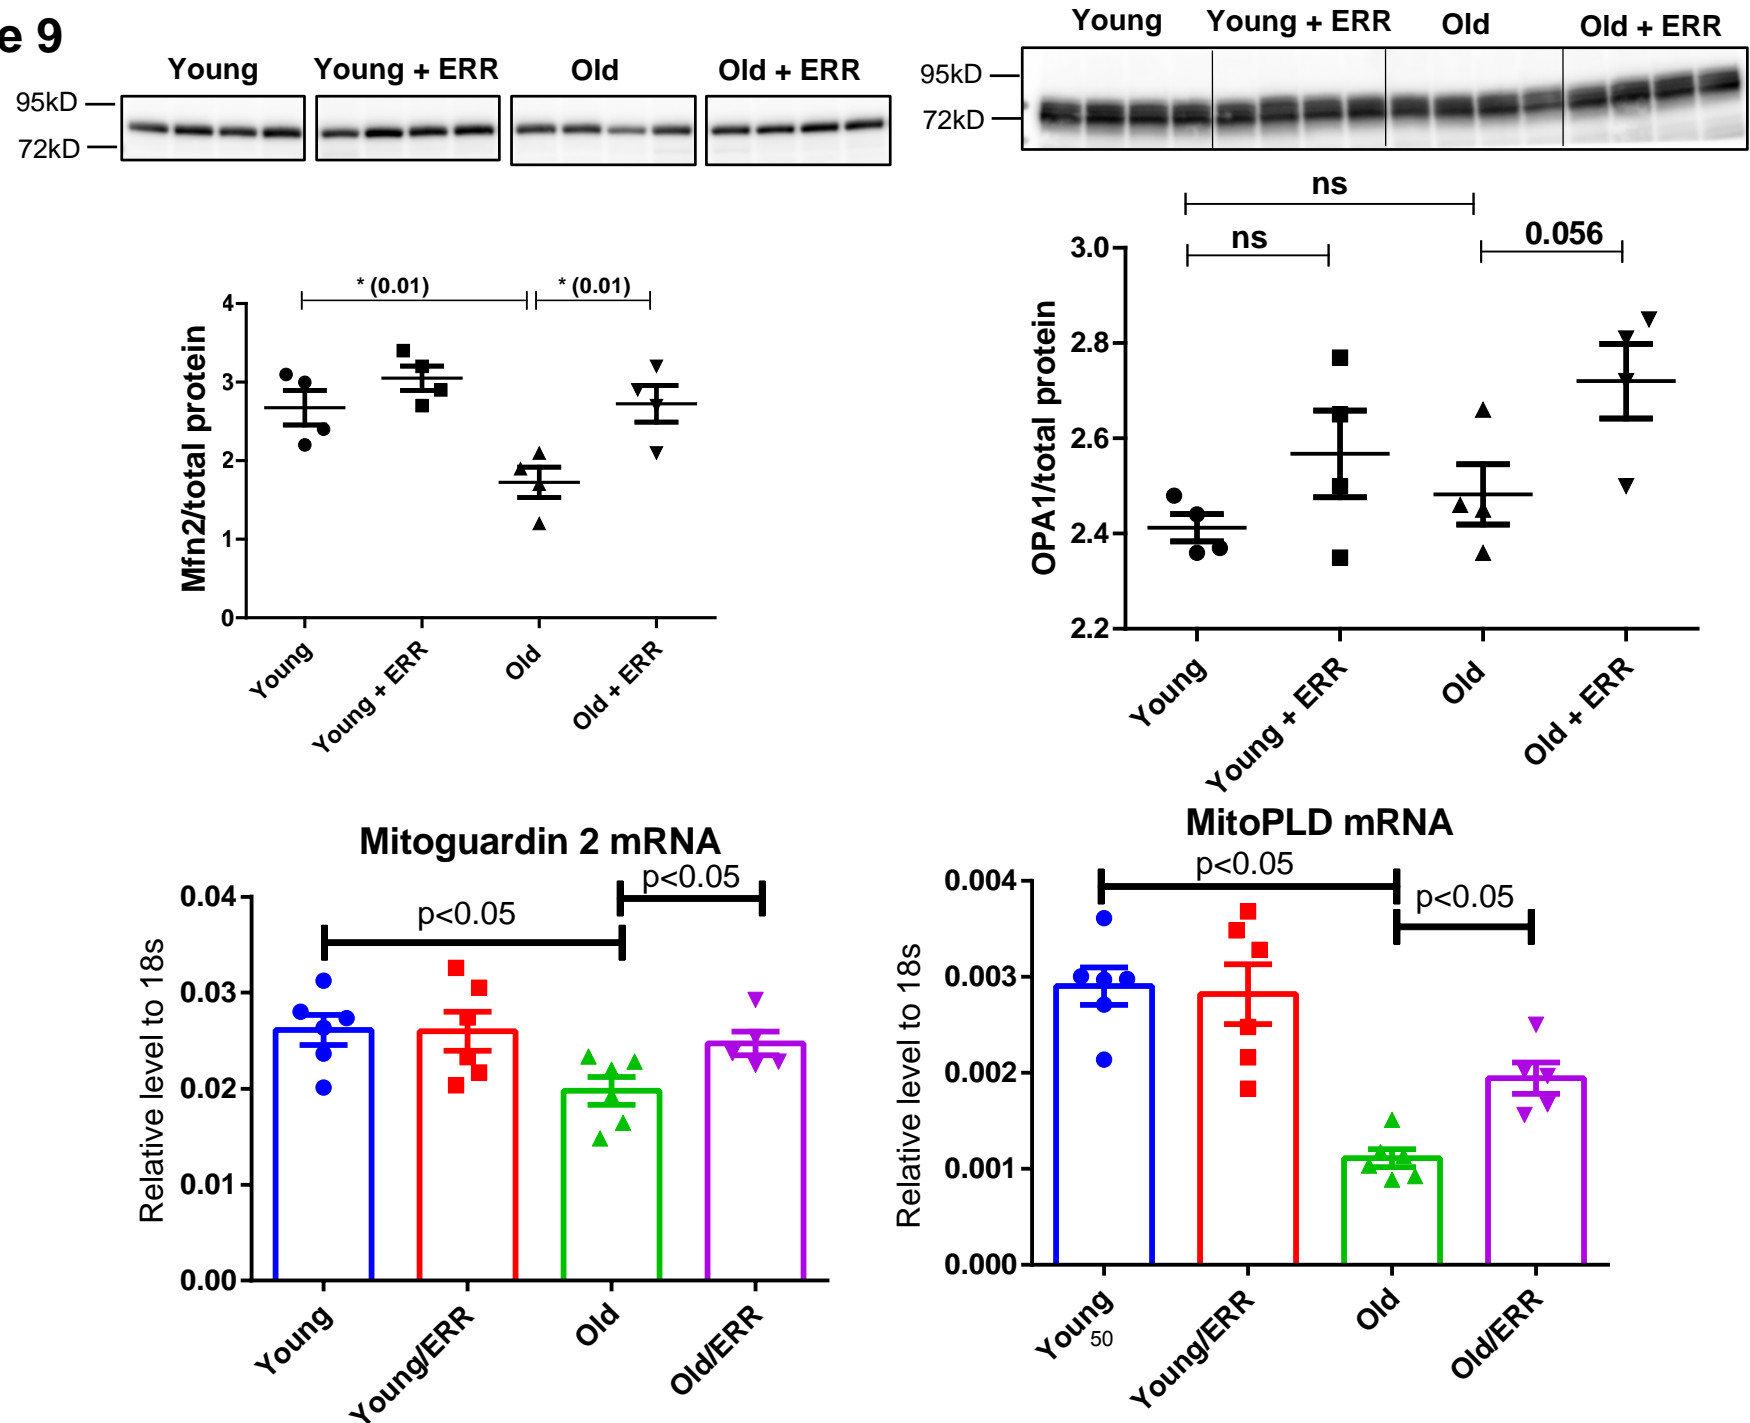 e 9
Young Young + ERR Old Old + ERR
95kD
72kD
Young Young + ERR Old Old + ERR
95kD
72kD
* (0.01) * (0.01)
4
3
2
1
0
Mfn2/total protein
Young Young + ERR Old Old + ERR
ns
ns 0.056
3.0
2.8
2.6
2.4
2.2
OPA1/total protein
Young Young + ERR Old Old + ERR
Mitoguardin 2 mRNA
p<0.05
p<0.05
0.04
0.03
0.02
0.01
0.00
Relative level to 18s
Young Young/ERR Old Old/ERR
MitoPLD mRNA
p<0.05
p<0.05
0.004
0.003
0.002
0.001
0.000
Relative level to 18s
Young Young/ERR Old Old/ERR
50